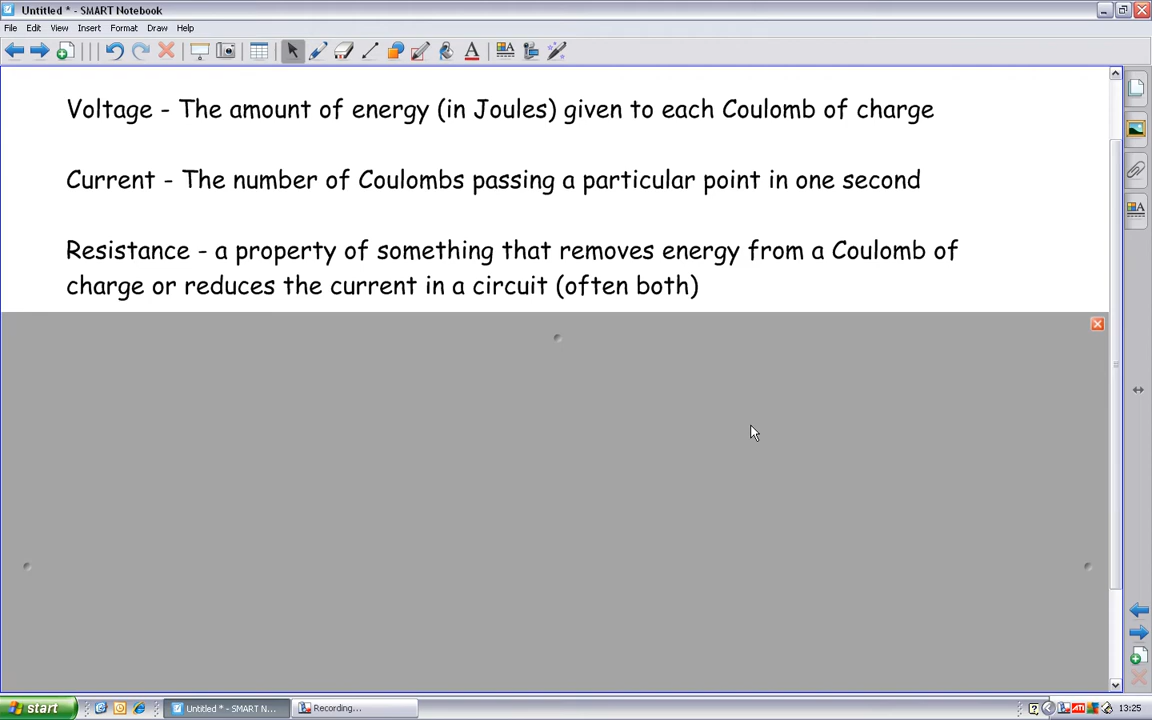 Untitled * - SMART Notebook
File Edit View Insert Format Draw Help
Voltage - The amount of energy (in Joules) given to each Coulomb of charge
Current - The number of Coulombs passing a particular point in one second
Resistance - a property of something that removes energy from a Coulomb of
charge or reduces the current in a circuit (often both)
start Untitled * - SMART N... Recording... 13:25